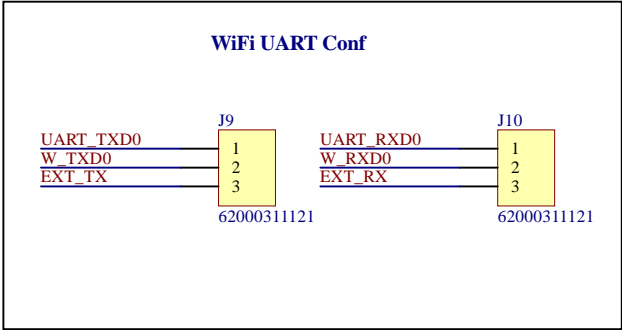 WiFi UART Conf
J9
UART_TXD0 1
W_TXD0 2
EXT_TX 3
62000311121
J10
UART_RXD0 1
W_RXD0 2
EXT_RX 3
62000311121